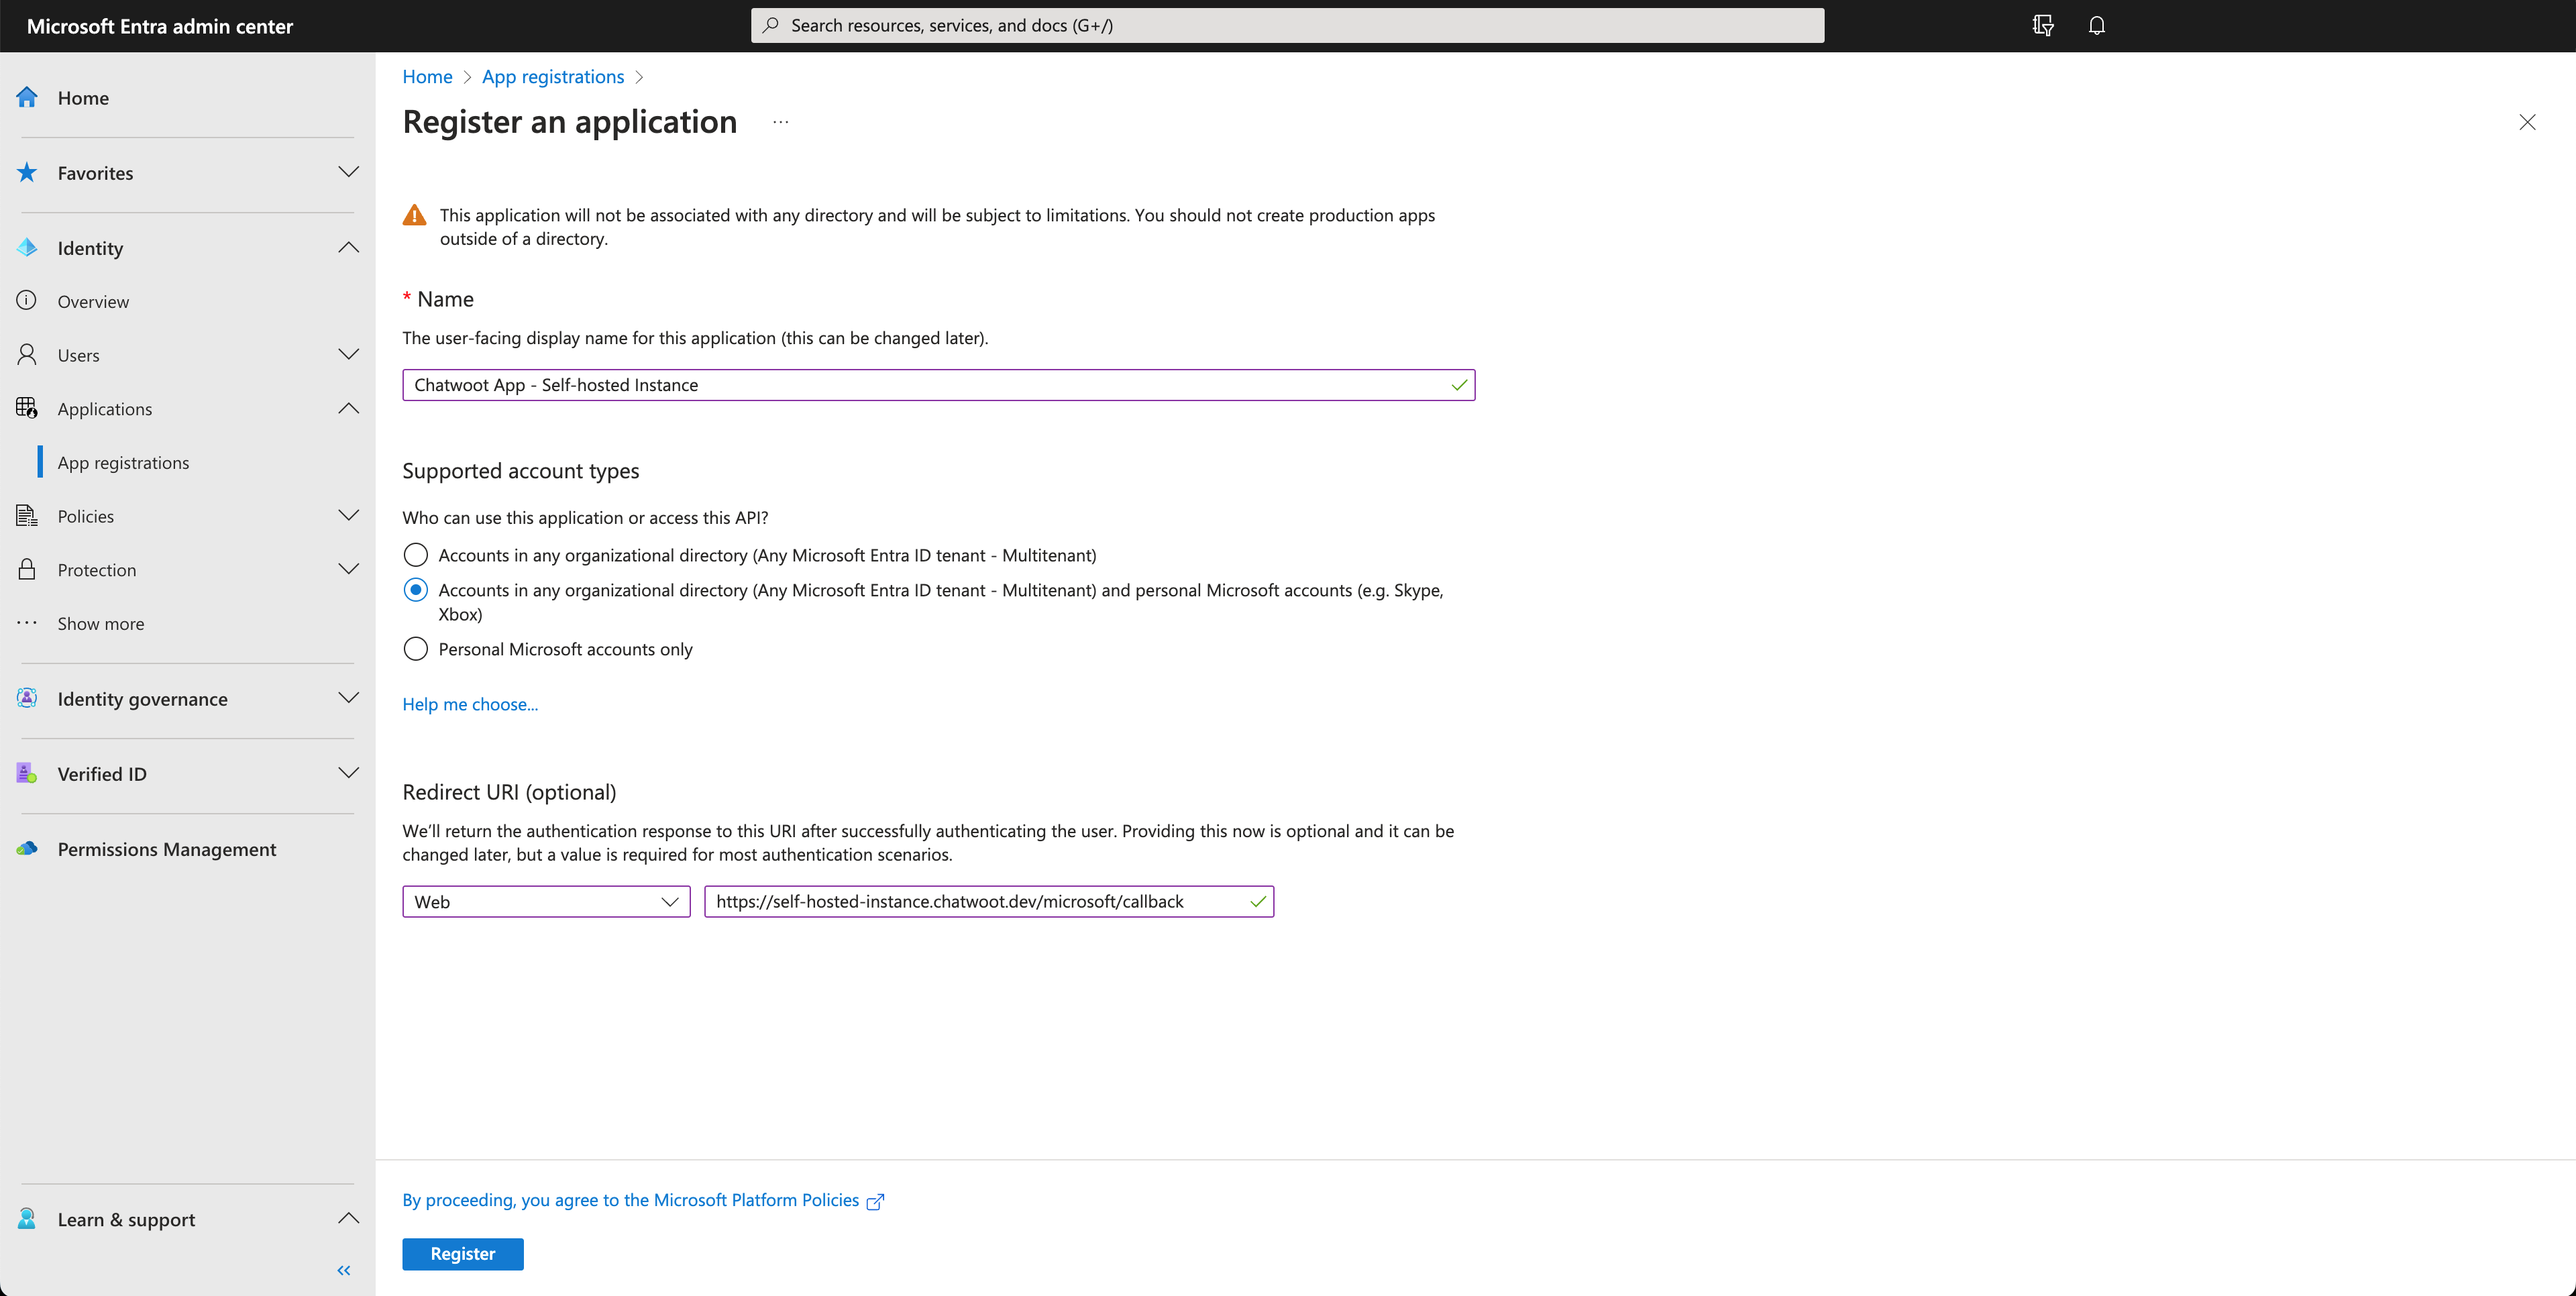 Microsoft Entra admin center
Search resources, services, and docs (G+/)
Home
Favorites
Identity
Overview
Users
Applications
App registrations
Policies
Protection
Show more
Identity governance
Verified ID
Permissions Management
Learn & support
Home > App registrations >
Register an application ...
This application will not be associated with any directory and will be subject to limitations. You should not create production apps
outside of a directory.
* Name
The user-facing display name for this application (this can be changed later).
Chatwoot App - Self-hosted Instance
Supported account types
Who can use this application or access this API?
Accounts in any organizational directory (Any Microsoft Entra ID tenant - Multitenant)
Accounts in any organizational directory (Any Microsoft Entra ID tenant - Multitenant) and personal Microsoft accounts (e.g. Skype,
Xbox)
Personal Microsoft accounts only
Help me choose...
Redirect URI (optional)
We'll return the authentication response to this URI after successfully authenticating the user. Providing this now is optional and it can be
changed later, but a value is required for most authentication scenarios.
Web
https://self-hosted-instance.chatwoot.dev/microsoft/callback
By proceeding, you agree to the Microsoft Platform Policies
Register